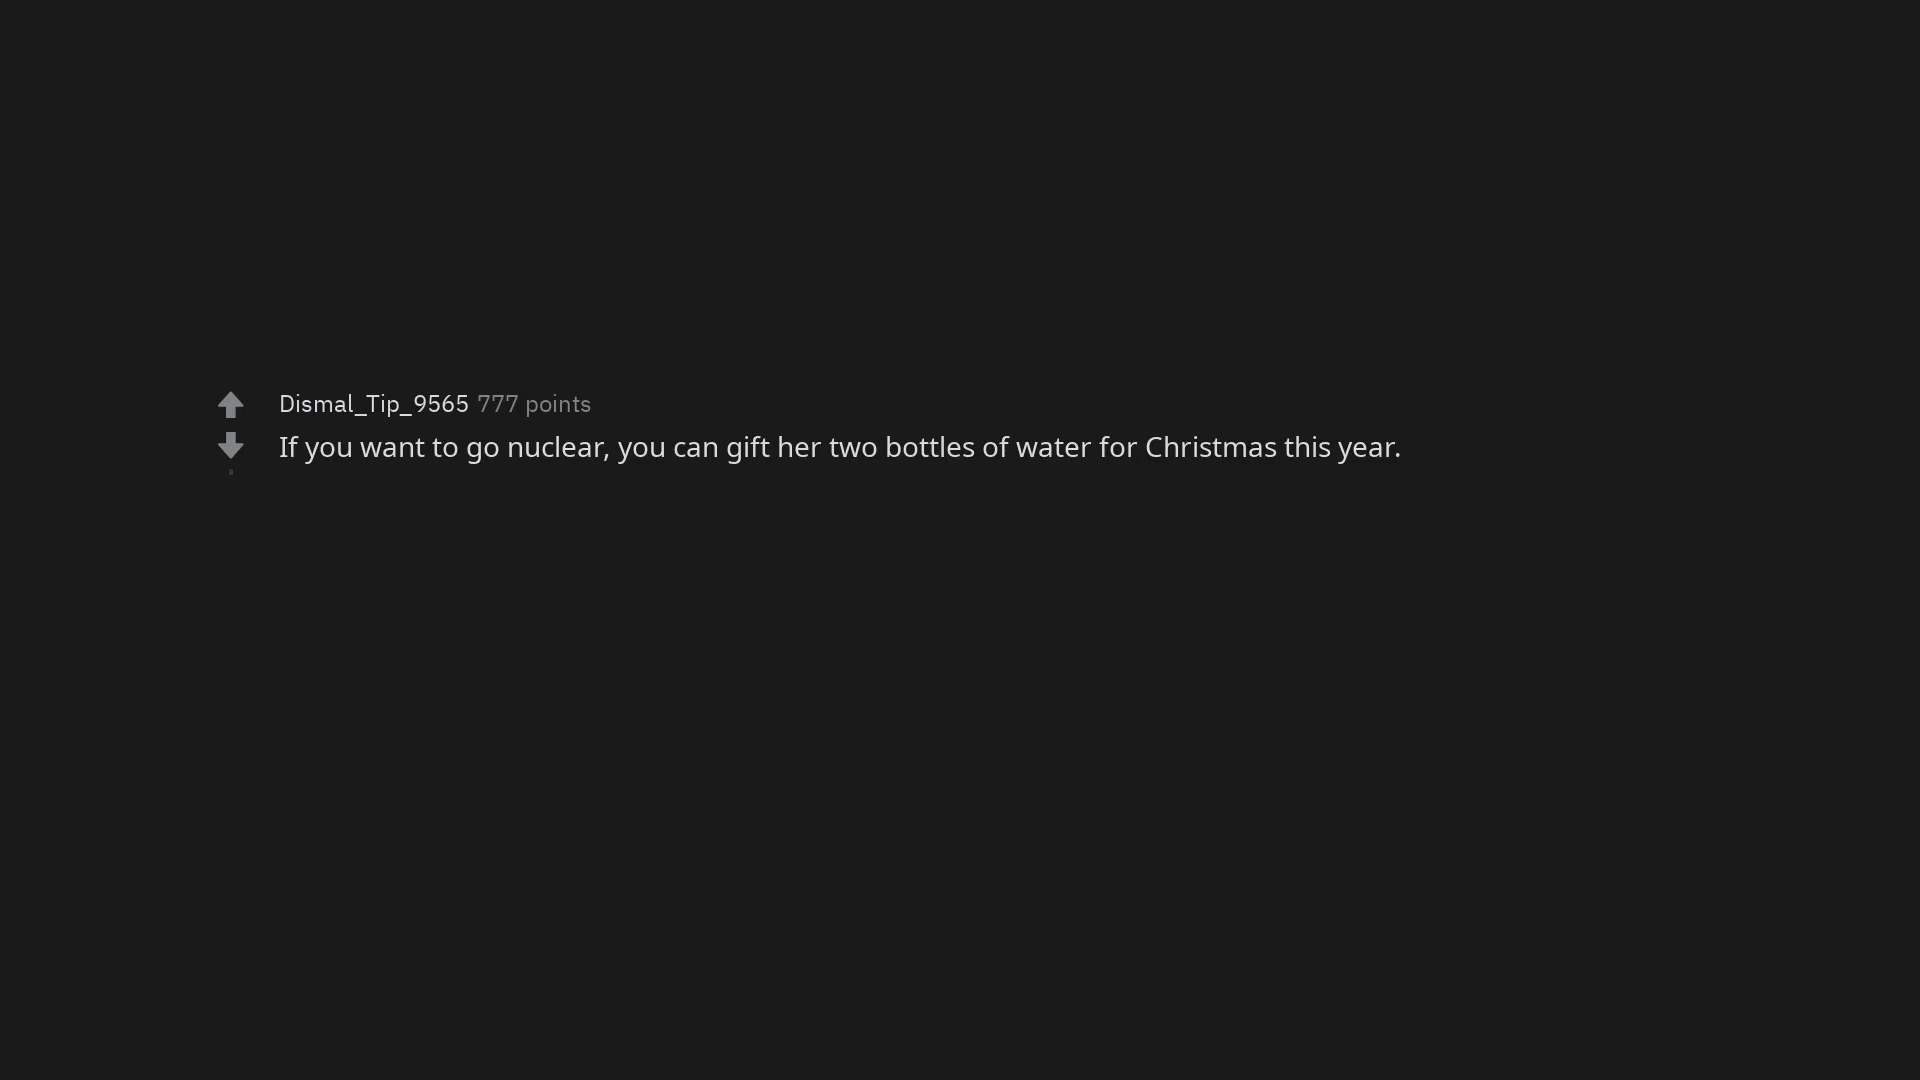 Dismal_Tip_9565 777 points
If you want to go nuclear, you can gift her two bottles of water for Christmas this year.